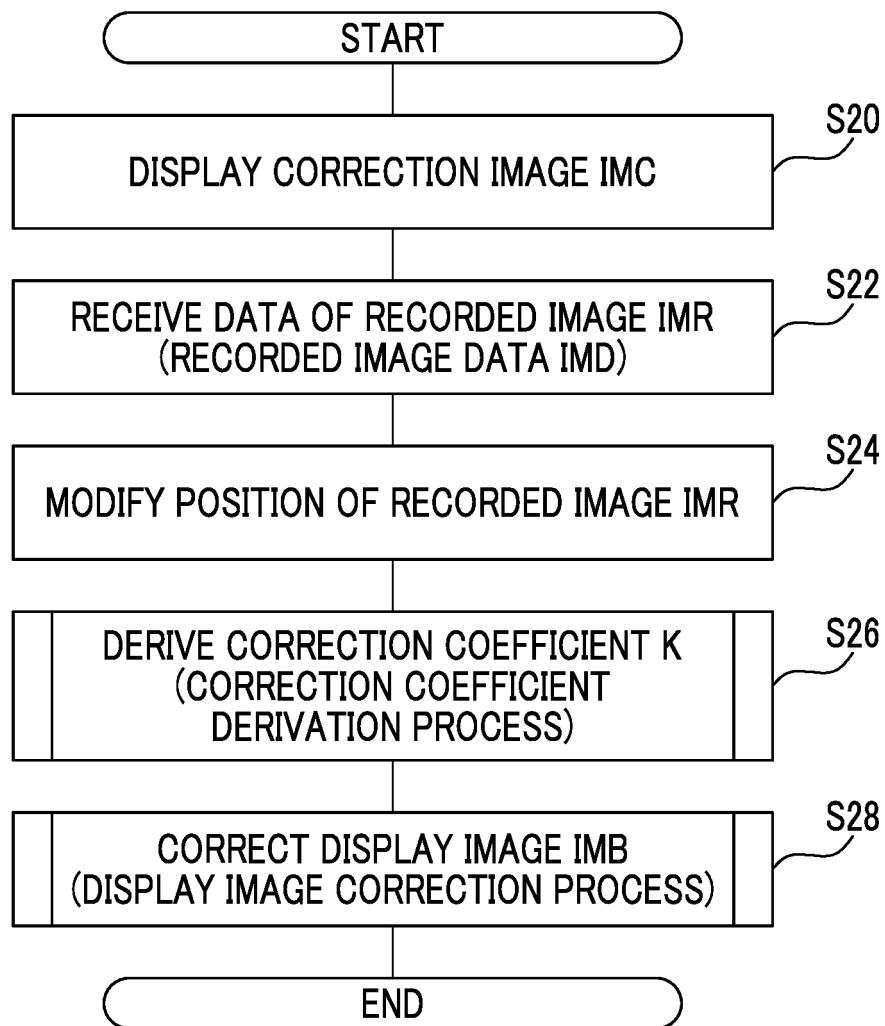 START
S20
DISPLAY CORRECTION IMAGE IMC
S22
RECEIVE DATA OF RECORDED IMAGE IMR
(RECORDED IMAGE DATA IMD)
S24
MODIFY POSITION OF RECORDED IMAGE IMR
S26
DERIVE CORRECTION COEFFICIENT K
(CORRECTION COEFFICIENT
DERIVATION PROCESS)
S28
CORRECT DISPLAY IMAGE IMB
(DISPLAY IMAGE CORRECTION PROCESS)
END